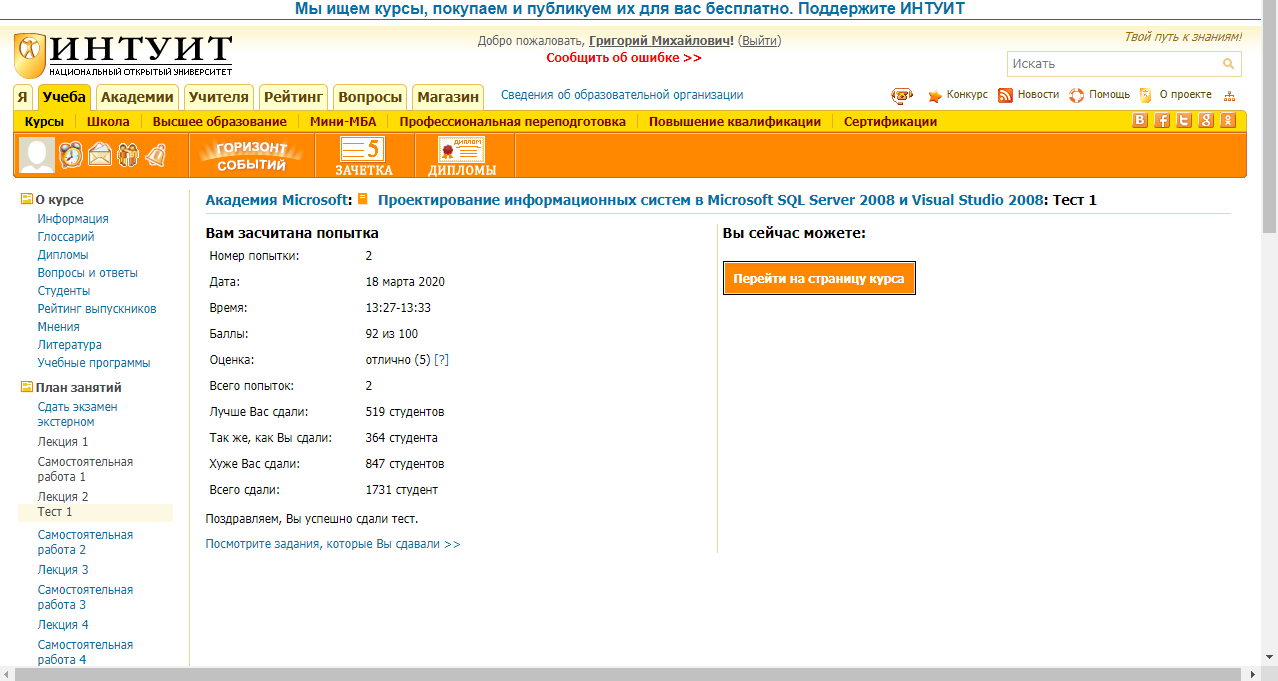 Мы ищем курсы, покупаем и публикуем их для вас бесплатно. Поддержите ИНТУИТ
ИНТУИТ
НАЦИОНАЛЬНЫЙ ОТКРЫТЫЙ УНИВЕРСИТЕТ
Добро пожаловать, Григорий Михайлович! (Выйти)
Сообщить об ошибке >>
Твой путь к знаниям!
Искать
Я Учеба Академии Учителя Рейтинг Вопросы Магазин Сведения об образовательной организации
Конкурс Новости Помощь О проекте
Курсы Школа Высшее образование Мини-МБА Профессиональная переподготовка Повышение квалификации Сертификации
ГОРИЗОНТ СОБЫТИЙ
5 ЗАЧЕТКА
ДИПЛОМ ДИПЛОМЫ
О курсе
Информация
Глоссарий
Дипломы
Вопросы и ответы
Студенты
Рейтинг выпускников
Мнения
Литература
Учебные программы
План занятий
Сдать экзамен
экстерном
Лекция 1
Самостоятельная
работа 1
Лекция 2
Тест 1
Самостоятельная
работа 2
Лекция 3
Самостоятельная
работа 3
Лекция 4
Самостоятельная
работа 4
Академия Microsoft: Проектирование информационных систем в Microsoft SQL Server 2008 и Visual Studio 2008: Тест 1
Вам засчитана попытка
Номер попытки: 2
Дата: 18 марта 2020
Время: 13:27-13:33
Баллы: 92 из 100
Оценка: отлично (5) [?]
Всего попыток: 2
Лучше Вас сдали: 519 студентов
Так же, как Вы сдали: 364 студента
Хуже Вас сдали: 847 студентов
Всего сдали: 1731 студент
Поздравляем, Вы успешно сдали тест.
Посмотрите задания, которые Вы сдавали >>
Вы сейчас можете:
Перейти на страницу курса